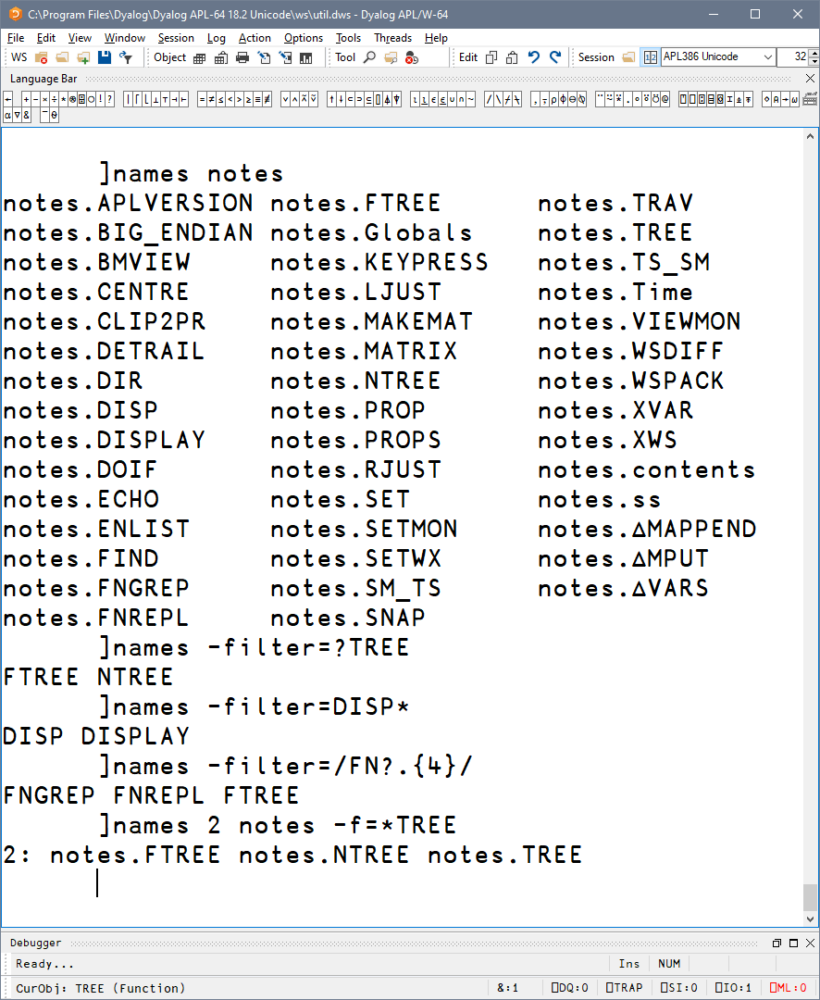 C:\Program Files\Dyalog\Dyalog APL-64 18.2 Unicode\ws\util.dws - Dyalog APL/W-64
File Edit View Window Session Log Action Options Tools Threads Help
WS Object Tool Edit Session APL386 Unicode 32
Language Bar
← + - × ÷ * ⍟ ⌹ ○ ! ? | ⌈ ⌊ ⊥ ⊤ ⊣ ⊢ = ≠ ≤ < > ≥ ≡ ≢ ∨ ∧ ⍲ ⍱ ↑ ↓ ⊂ ⊃ ⊆ ⌷ ⍋ ⍒ ⍳ ⍸ ∊ ⍷ ∪ ∩ ~ / \ ⌿ ⍀ , ⍪ ⍴ ⌽ ⊖ ⍉ ¨ ⍨ ⍣ . ∘ ⍤ ⍥ @ ⍞ ⎕ ⍠ ⌸ ⌺ ⌶ ⍎ ⍕ ⋄ ⍝ → ⍵
⍺ ∇ & ¯ ⍬
]names notes
notes.APLVERSION notes.FTREE notes.TRAV
notes.BIG_ENDIAN notes.Globals notes.TREE
notes.BMVIEW notes.KEYPRESS notes.TS_SM
notes.CENTRE notes.LJUST notes.Time
notes.CLIP2PR notes.MAKEMAT notes.VIEWMON
notes.DETRAIL notes.MATRIX notes.WSDIFF
notes.DIR notes.NTREE notes.WSPACK
notes.DISP notes.PROP notes.XVAR
notes.DISPLAY notes.PROPS notes.XWS
notes.DOIF notes.RJUST notes.contents
notes.ECHO notes.SET notes.ss
notes.ENLIST notes.SETMON notes.∆MAPPEND
notes.FIND notes.SETWX notes.∆MPUT
notes.FNGREP notes.SM_TS notes.∆VARS
notes.FNREPL notes.SNAP
]names -filter=?TREE
FTREE NTREE
]names -filter=DISP*
DISP DISPLAY
]names -filter=/FN?.{4}/
FNGREP FNREPL FTREE
]names 2 notes -f=*TREE
2: notes.FTREE notes.NTREE notes.TREE
Debugger
Ready... Ins NUM
CurObj: TREE (Function) &:1 ⎕DQ:0 ⎕TRAP ⎕SI:0 ⎕IO:1 ⎕ML:0